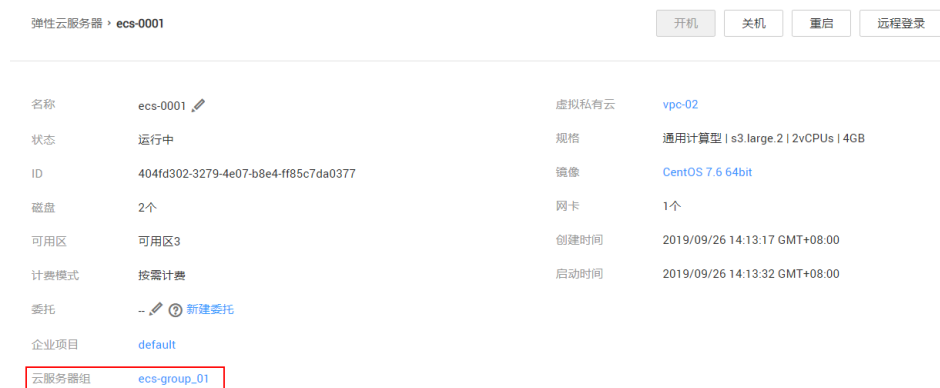 弹性云服务器 › ecs-0001
开机 关机 重启 远程登录
名称 ecs-0001 虚拟私有云 vpc-02
状态 运行中 规格 通用计算型 | s3.large.2 | 2vCPUs | 4GB
ID 404fd302-3279-4e07-b8e4-ff85c7da0377 镜像 CentOS 7.6 64bit
磁盘 2个 网卡 1个
可用区 可用区3 创建时间 2019/09/26 14:13:17 GMT+08:00
计费模式 按需计费 启动时间 2019/09/26 14:13:32 GMT+08:00
委托 -- ? 新建委托
企业项目 default
云服务器组 ecs-group_01